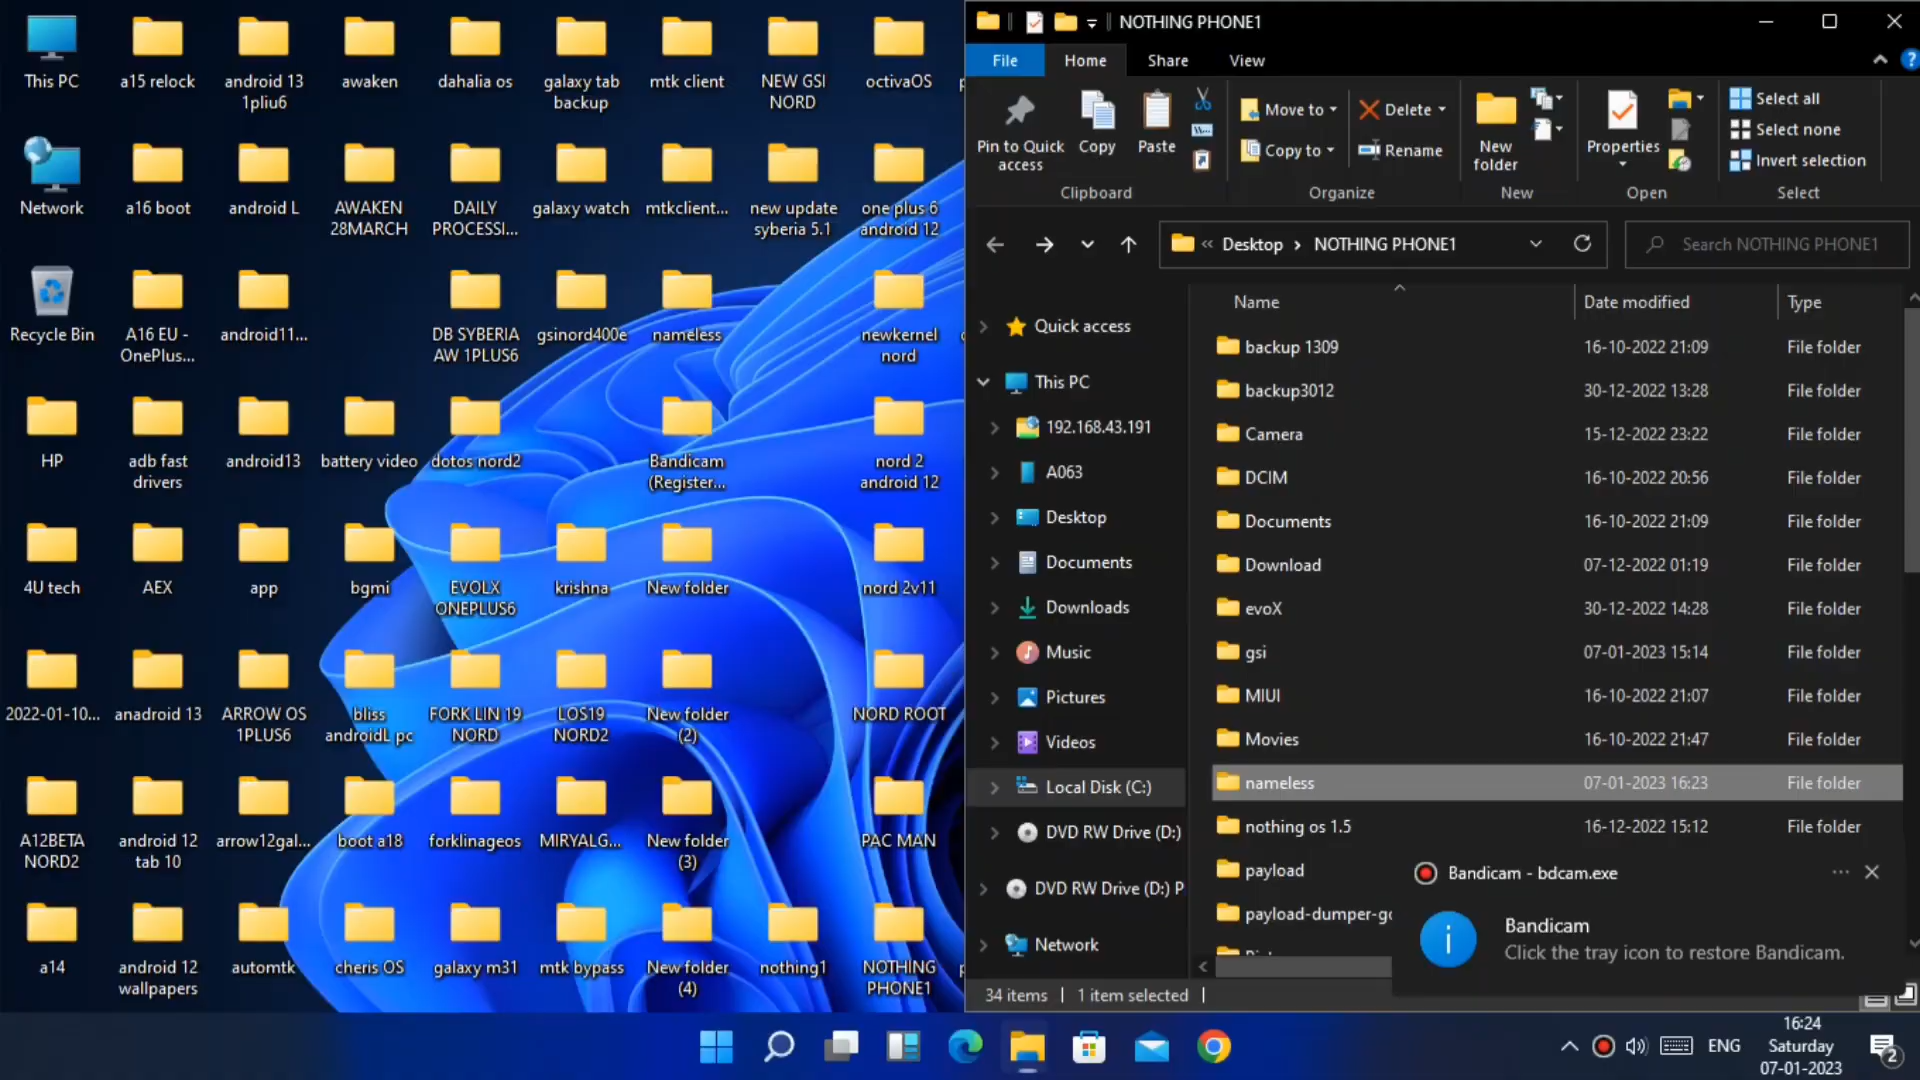 This PC
a15 relock
android 13
1pliu6
awaken
dahalia os
galaxy tab
backup
mtk client
NEW GSI
NORD
octivaOS
Network
a16 boot
android L
AWAKEN
28MARCH
DAILY
PROCESSI...
galaxy watch
mtkclient...
new update
syberia 5.1
one plus 6
android 12
Recycle Bin
A16 EU -
OnePlus...
android11...
DB SYBERIA
AW 1PLUS6
gsinord400e
nameless
newkernel
nord
HP
adb fast
drivers
android13
battery video
dotos nord2
Bandicam
(Register...
nord 2
android 12
4U tech
AEX
app
bgmi
EVOLX
ONEPLUS6
krishna
New folder
nord 2v11
2022-01-10...
anadroid 13
ARROW OS
1PLUS6
bliss
androidL pc
FORK LIN 19
NORD
LOS19
NORD2
New folder
(2)
NORD ROOT
A12BETA
NORD2
android 12
tab 10
arrow12gal...
boot a18
forklinageos
MIRYALG...
New folder
(3)
PAC MAN
a14
android 12
wallpapers
automtk
cheris OS
galaxy m31
mtk bypass
New folder
(4)
nothing1
NOTHING
PHONE1
NOTHING PHONE1
File Home Share View
Pin to Quick
access
Copy
Paste
Move to
Copy to
Delete
Rename
New
folder
Properties
Select all
Select none
Invert selection
Clipboard Organize New Open Select
« Desktop › NOTHING PHONE1
Search NOTHING PHONE1
Quick access
This PC
192.168.43.191
A063
Desktop
Documents
Downloads
Music
Pictures
Videos
Local Disk (C:)
DVD RW Drive (D:)
DVD RW Drive (D:) P
Network
Name Date modified Type
backup 1309 16-10-2022 21:09 File folder
backup3012 30-12-2022 13:28 File folder
Camera 15-12-2022 23:22 File folder
DCIM 16-10-2022 20:56 File folder
Documents 16-10-2022 21:09 File folder
Download 07-12-2022 01:19 File folder
evoX 30-12-2022 14:28 File folder
gsi 07-01-2023 15:14 File folder
MIUI 16-10-2022 21:07 File folder
Movies 16-10-2022 21:47 File folder
nameless 07-01-2023 16:23 File folder
nothing os 1.5 16-12-2022 15:12 File folder
payload
payload-dumper-go
Bandicam - bdcam.exe
Bandicam
Click the tray icon to restore Bandicam.
34 items | 1 item selected |
ENG
16:24
Saturday
07-01-2023
2